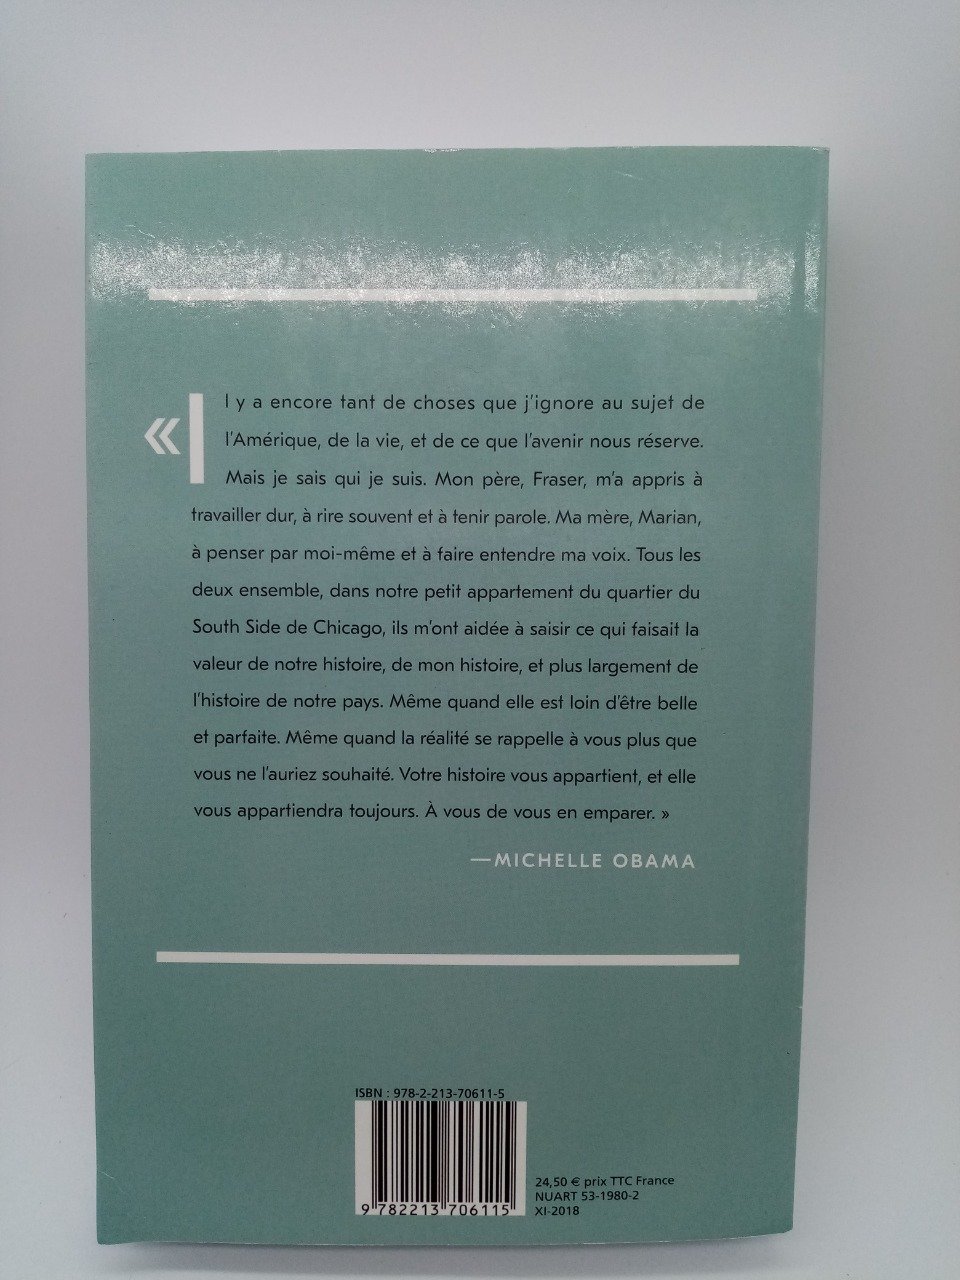 « Il y a encore tant de choses que j'ignore au sujet de
l'Amérique, de la vie, et de ce que l'avenir nous réserve.
Mais je sais qui je suis. Mon père, Fraser, m'a appris à
travailler dur, à rire souvent et à tenir parole. Ma mère, Marian,
à penser par moi-même et à faire entendre ma voix. Tous les
deux ensemble, dans notre petit appartement du quartier du
South Side de Chicago, ils m'ont aidée à saisir ce qui faisait la
valeur de notre histoire, de mon histoire, et plus largement de
l'histoire de notre pays. Même quand elle est loin d'être belle
et parfaite. Même quand la réalité se rappelle à vous plus que
vous ne l'auriez souhaité. Votre histoire vous appartient, et elle
vous appartiendra toujours. À vous de vous en emparer. »
—MICHELLE OBAMA
ISBN : 978-2-213-70611-5
9 782213 706115
24,50 € prix TTC France
NUART 53-1980-2
XI-2018